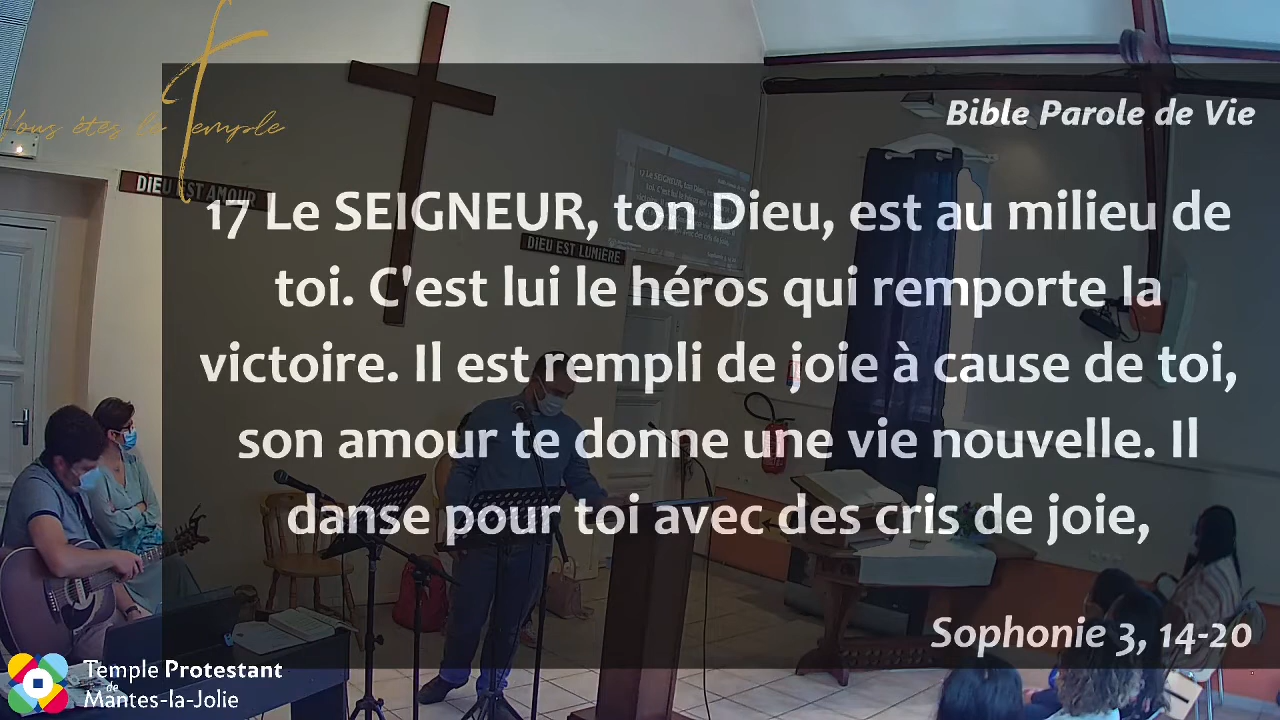 Vous êtes le Temple
Bible Parole de Vie
DIEU EST AMOUR
17 Le SEIGNEUR, ton Dieu, est au milieu de
toi. C'est lui le héros qui remporte la
victoire. Il est rempli de joie à cause de toi,
son amour te donne une vie nouvelle. Il
danse pour toi avec des cris de joie,
DIEU EST LUMIÈRE
Sophonie 3, 14-20
Temple Protestant
de
Mantes-la-Jolie